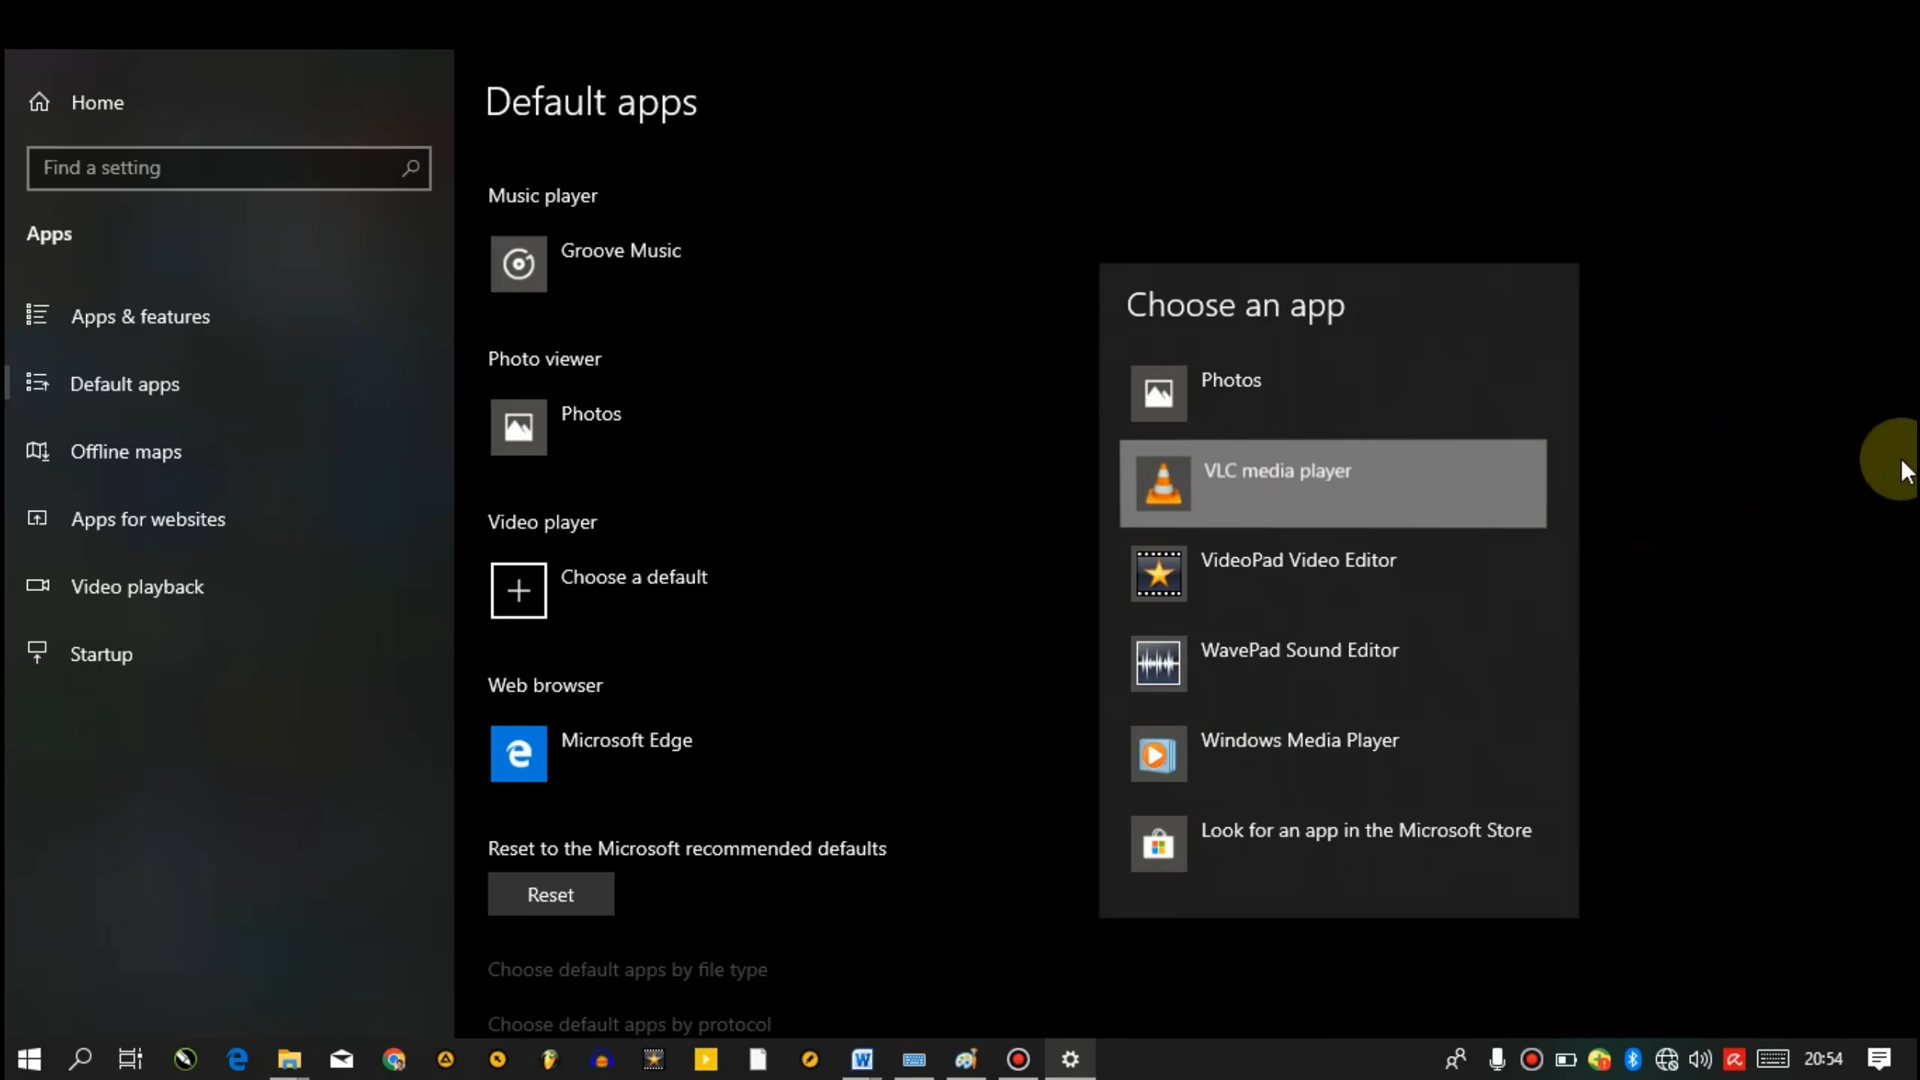 Home
Find a setting
Apps
Apps & features
Default apps
Offline maps
Apps for websites
Video playback
Startup
Default apps
Music player
Groove Music
Photo viewer
Photos
Video player
Choose a default
Web browser
Microsoft Edge
Reset to the Microsoft recommended defaults
Reset
Choose default apps by file type
Choose default apps by protocol
Choose an app
Photos
VLC media player
VideoPad Video Editor
WavePad Sound Editor
Windows Media Player
Look for an app in the Microsoft Store
20:54